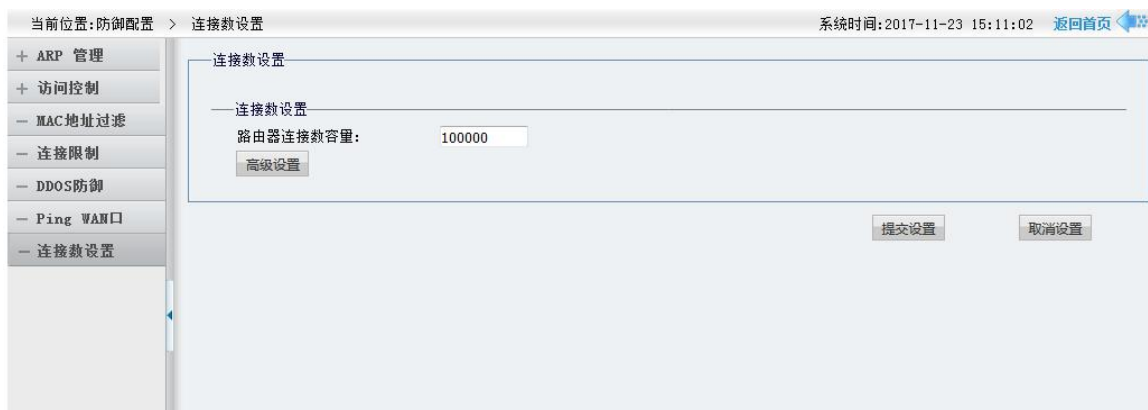 当前位置:防御配置 > 连接数设置
系统时间:2017-11-23 15:11:02 返回首页
+ ARP 管理
+ 访问控制
— MAC地址过滤
— 连接限制
— DDOS防御
— Ping WAN口
— 连接数设置
连接数设置
连接数设置
路由器连接数容量: 100000
高级设置
提交设置 取消设置